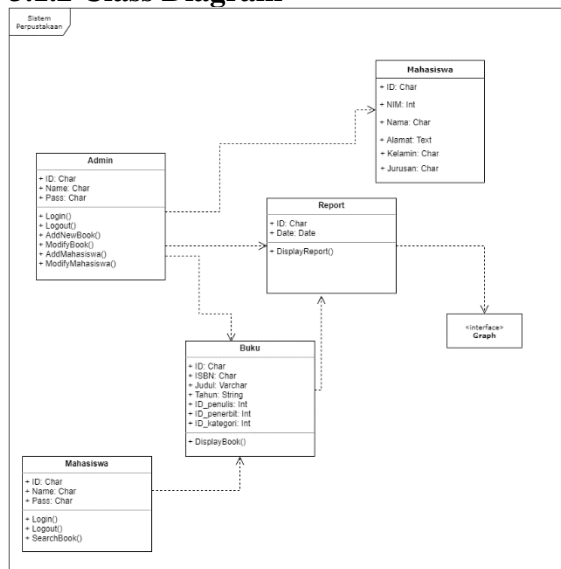 3.2.2 Class Diagram
Sistem
Perpustakaan
Mahasiswa
+ ID: Char
+ NIM: Int
+ Nama: Char
+ Alamat: Text
+ Kelamin: Char
+ Jurusan: Char
Admin
+ ID: Char
+ Name: Char
+ Pass: Char
+ Login()
+ Logout()
+ AddNewBook()
+ ModifyBook()
+ AddMahasiswa()
+ ModifyMahasiswa()
Report
+ ID: Char
+ Date: Date
+ DisplayReport()
«interface»
Graph
Buku
+ ID: Char
+ ISBN: Char
+ Judul: Varchar
+ Tahun: String
+ ID_penulis: Int
+ ID_penerbit: Int
+ ID_kategori: Int
+ DisplayBook()
Mahasiswa
+ ID: Char
+ Name: Char
+ Pass: Char
+ Login()
+ Logout()
+ SearchBook()